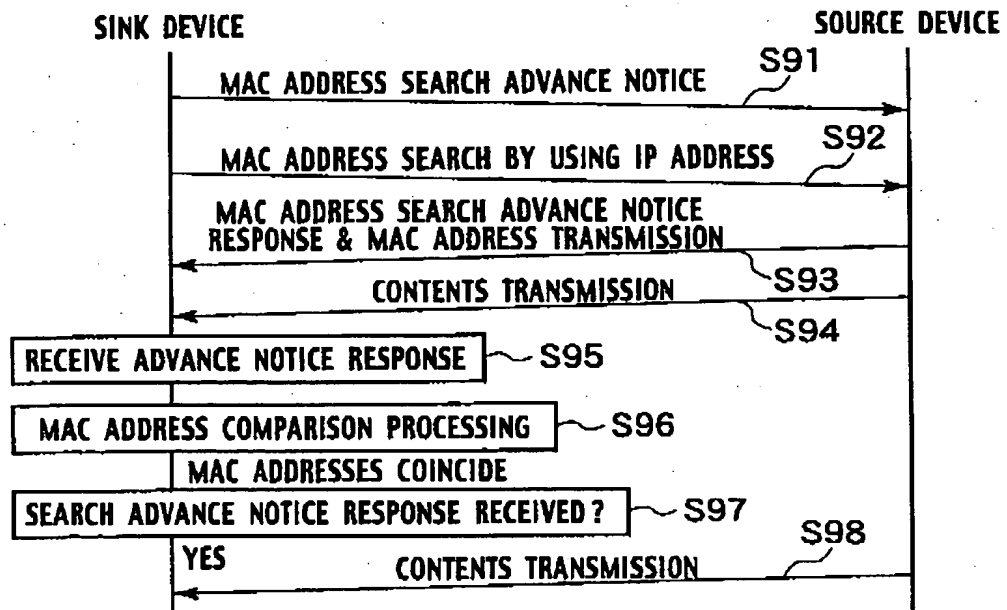 SINK DEVICE
SOURCE DEVICE
S91
MAC ADDRESS SEARCH ADVANCE NOTICE
S92
MAC ADDRESS SEARCH BY USING IP ADDRESS
MAC ADDRESS SEARCH ADVANCE NOTICE
RESPONSE & MAC ADDRESS TRANSMISSION
S93
CONTENTS TRANSMISSION
S94
RECEIVE ADVANCE NOTICE RESPONSE
S95
MAC ADDRESS COMPARISON PROCESSING
S96
MAC ADDRESSES COINCIDE
SEARCH ADVANCE NOTICE RESPONSE RECEIVED?
S97
S98
YES
CONTENTS TRANSMISSION